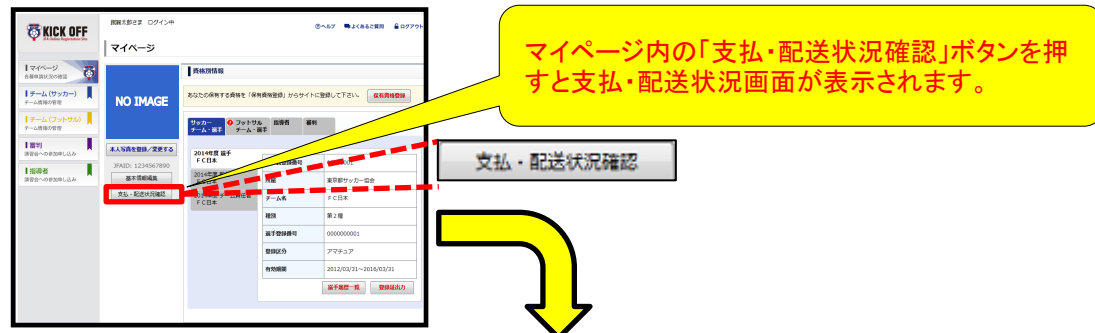 KICK OFF
JFA Online Registration Site
蹴鞠太郎さま ログイン中
ヘルプ よくあるご質問 ログアウト
マイページ
マイページ
各種申請状況の確認
チーム (サッカー)
チーム情報の管理
チーム (フットサル)
チーム情報の管理
審判
講習会への参加申し込み
指導者
講習会への参加申し込み
NO IMAGE
本人写真を登録／変更する
JFAID: 1234567890
基本情報編集
支払・配送状況確認
資格別情報
あなたの保有する資格を「保有資格登録」からサイトに登録して下さい。 保有資格登録
サッカー チーム・選手
フットサル チーム・選手
指導者
審判
2014年度 選手
ＦＣ日本
2014年度
ＦＣ日本
ＦＣ日本
所属 東京都サッカー協会
チーム名 ＦＣ日本
種別 第２種
選手登録番号 0000000001
登録区分 アマチュア
有効期限 2012/03/31～2016/03/31
選手履歴一覧 登録証出力
マイページ内の「支払・配送状況確認」ボタンを押
すと支払・配送状況画面が表示されます。
支払・配送状況確認